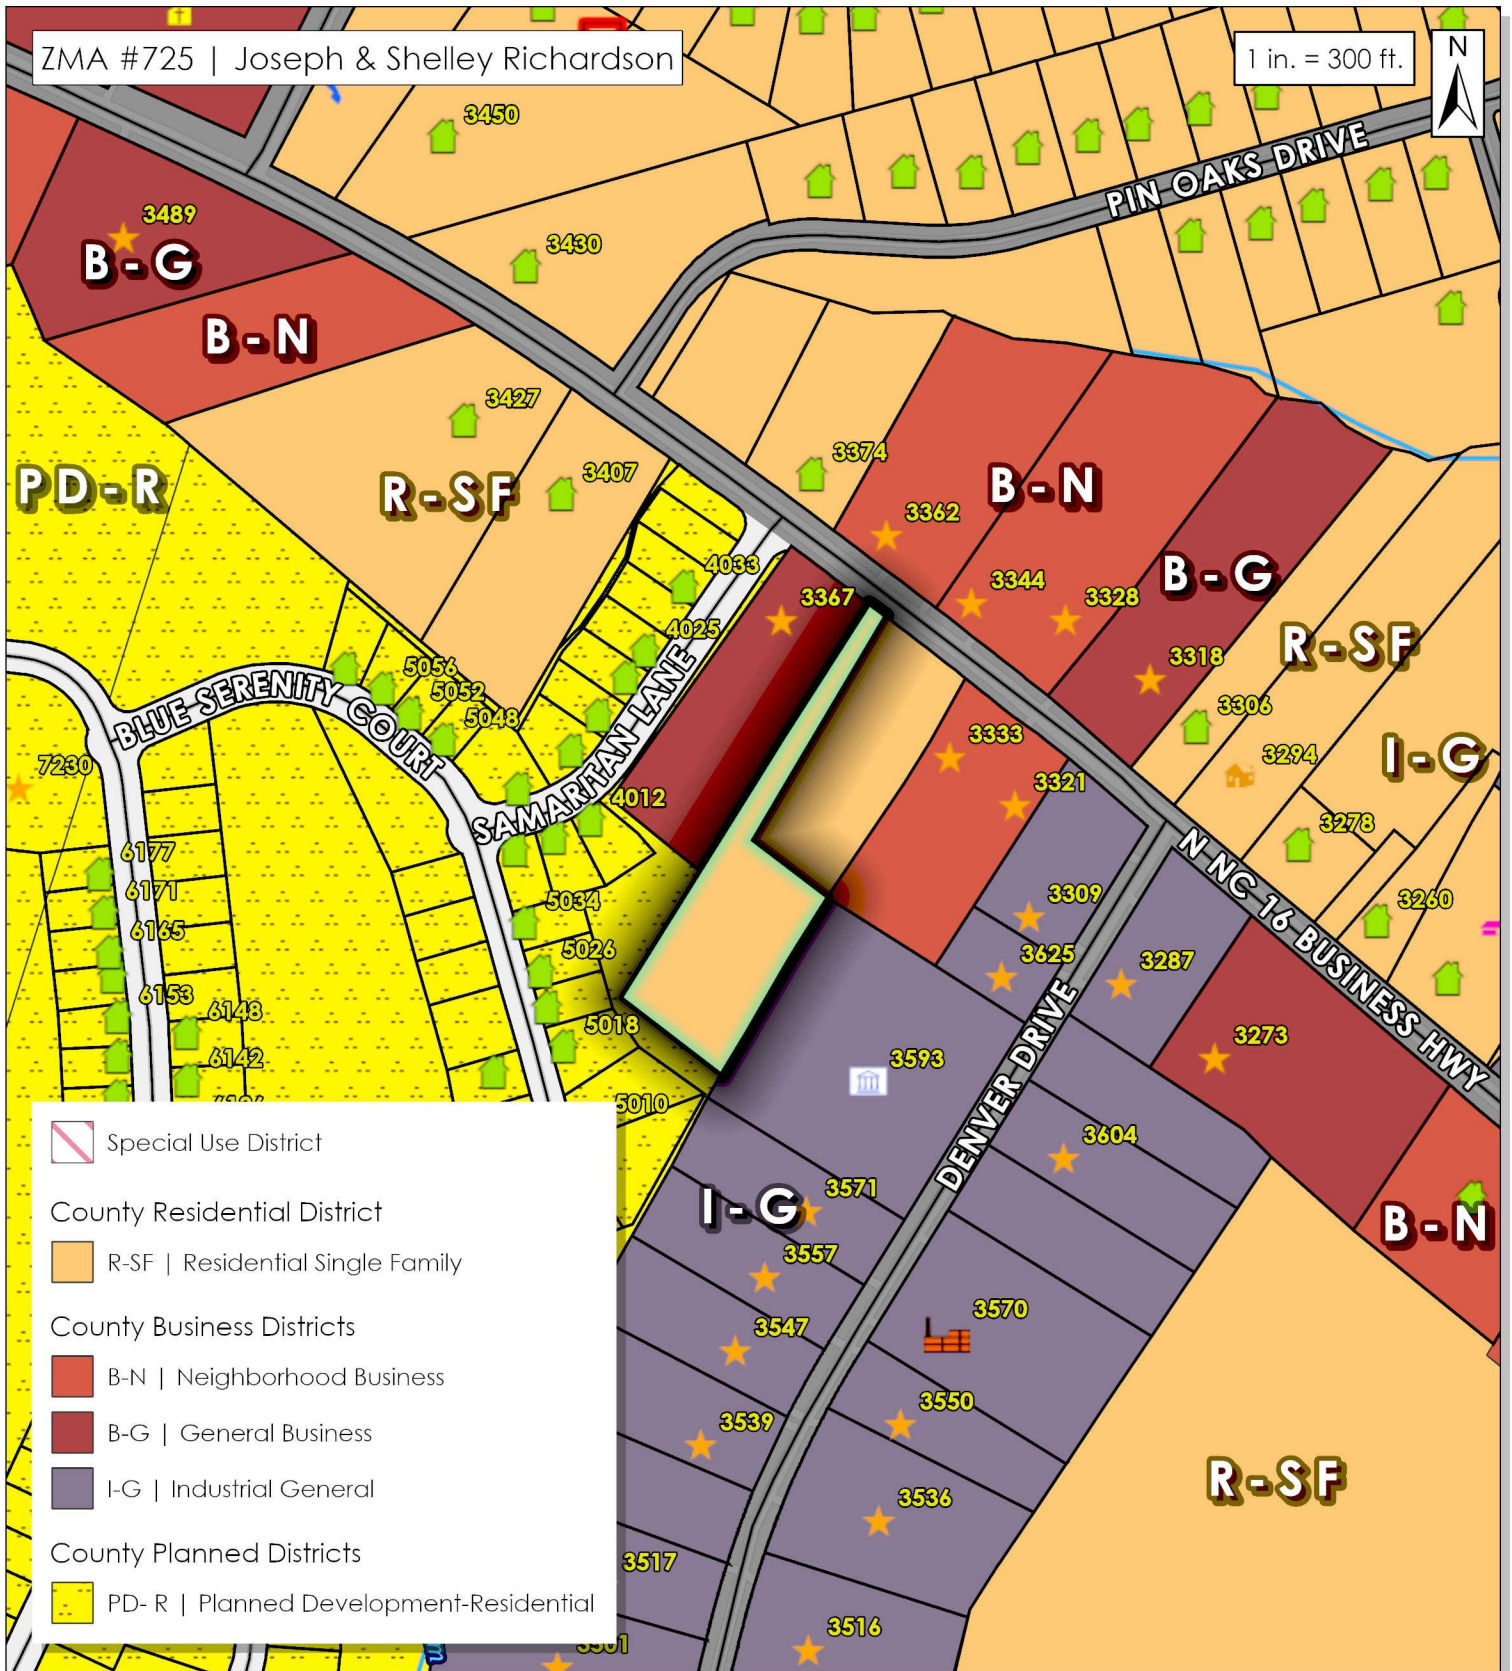 ZMA #725 | Joseph & Shelley Richardson
1 in. = 300 ft.
N
3450
PIN OAKS DRIVE
3489
B - G
3430
B - N
3427
3407
R - SF
PD - R
3374
3362
B - N
3344
3328
B - G
3318
R - SF
3306
3294
I - G
3278
3260
4033
4025
3367
SAMARITAN LANE
5056
5052
5048
BLUE SERENITY COURT
7230
4012
3333
3321
N NC 16 BUSINESS HWY
6177
6171
6165
6153
6148
6142
5034
5026
5018
5010
3309
3625
3287
3273
DENVER DRIVE
3593
3604
B - N
I - G
3571
3557
3547
3570
3539
3550
3536
R - SF
3517
3516
3501
Special Use District
County Residential District
R-SF | Residential Single Family
County Business Districts
B-N | Neighborhood Business
B-G | General Business
I-G | Industrial General
County Planned Districts
PD- R | Planned Development-Residential